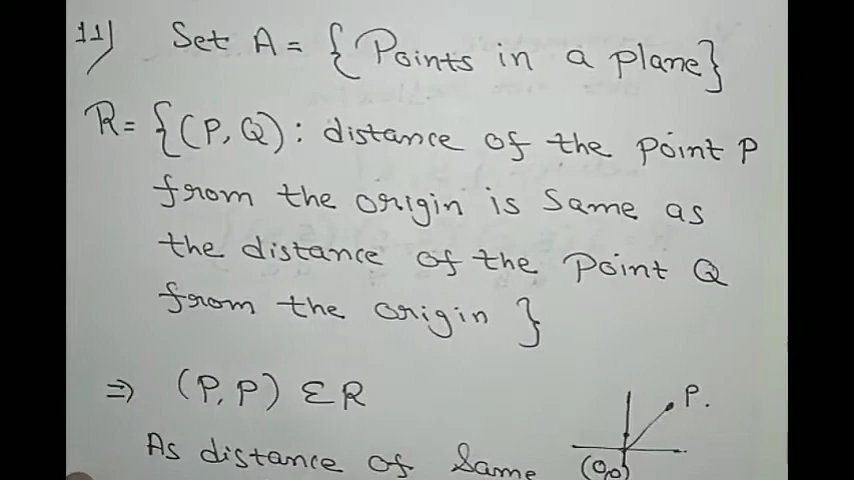 11) Set A = {Points in a plane}
R = {(P, Q) : distance of the point P
from the origin is Same as
the distance of the Point Q
from the origin }
⇒ (P, P) ∈ R
P.
As distance of Same
(0,0)